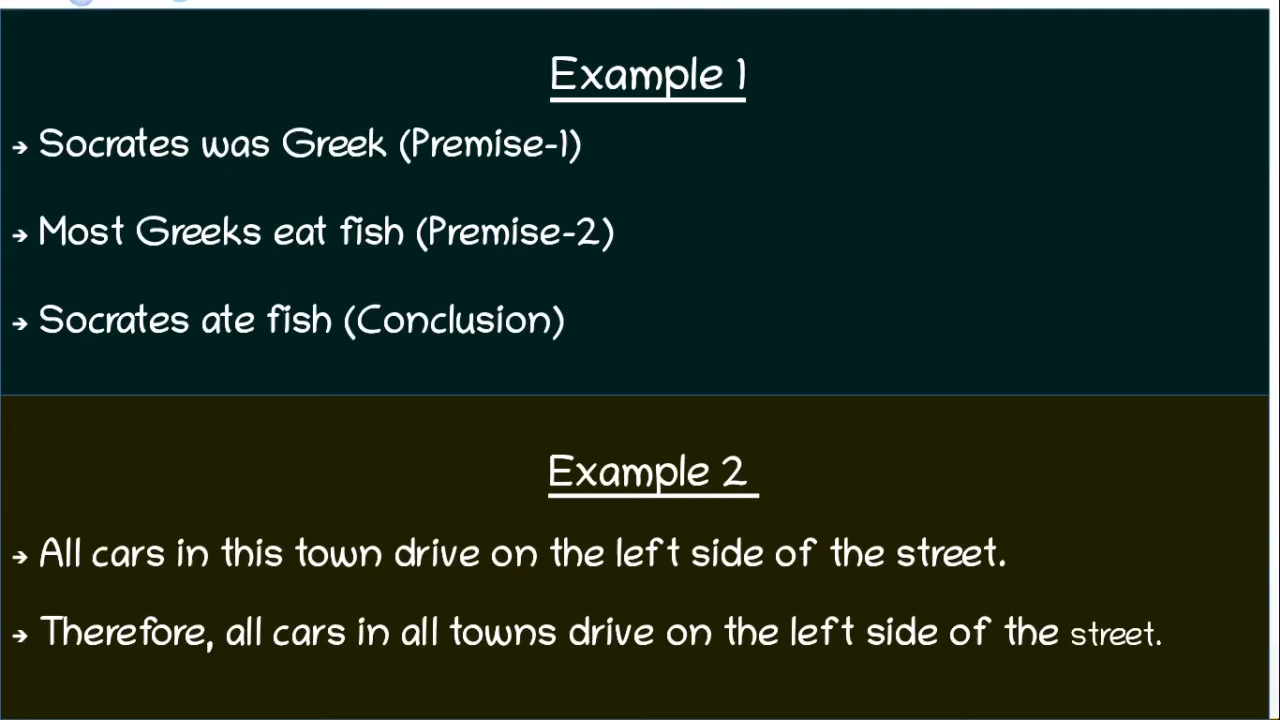 Example 1
→ Socrates was Greek (Premise-1)
→ Most Greeks eat fish (Premise-2)
→ Socrates ate fish (Conclusion)
Example 2
→ All cars in this town drive on the left side of the street.
→ Therefore, all cars in all towns drive on the left side of the street.